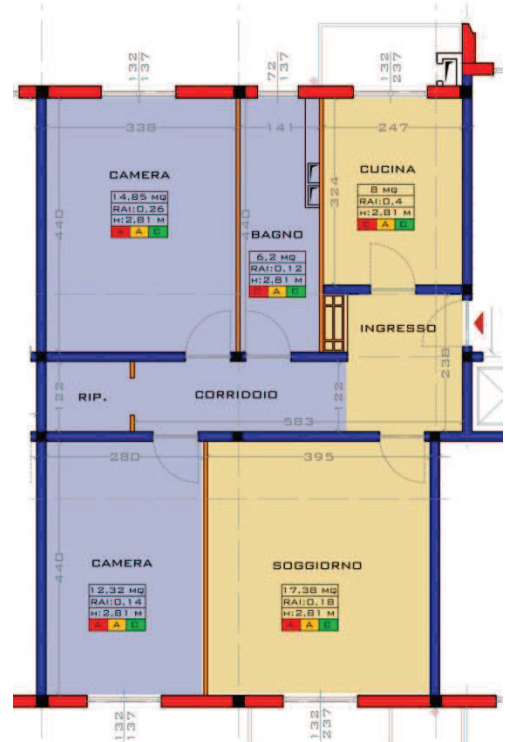 132
137
72
137
132
237
338
141
247
CAMERA
14,85 MQ
RAI:0,26
H:2,81 M
A A C
440
440
BAGNO
6,2 MQ
RAI:0,12
H:2,81 M
C A C
324
CUCINA
8 MQ
RAI:0,4
H:2,81 M
C A C
INGRESSO
238
122
RIP.
CORRIDOIO
122
583
280
395
440
CAMERA
12,32 MQ
RAI:0,14
H:2,81 M
A A C
SOGGIORNO
17,38 MQ
RAI:0,18
H:2,81 M
A A C
132
137
132
237